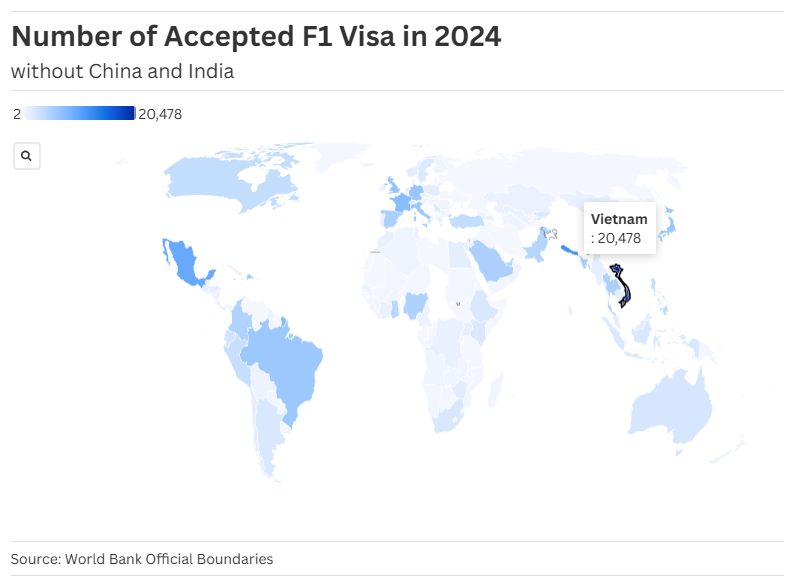 Number of Accepted F1 Visa in 2024
without China and India
2 20,478
Vietnam
: 20,478
Source: World Bank Official Boundaries